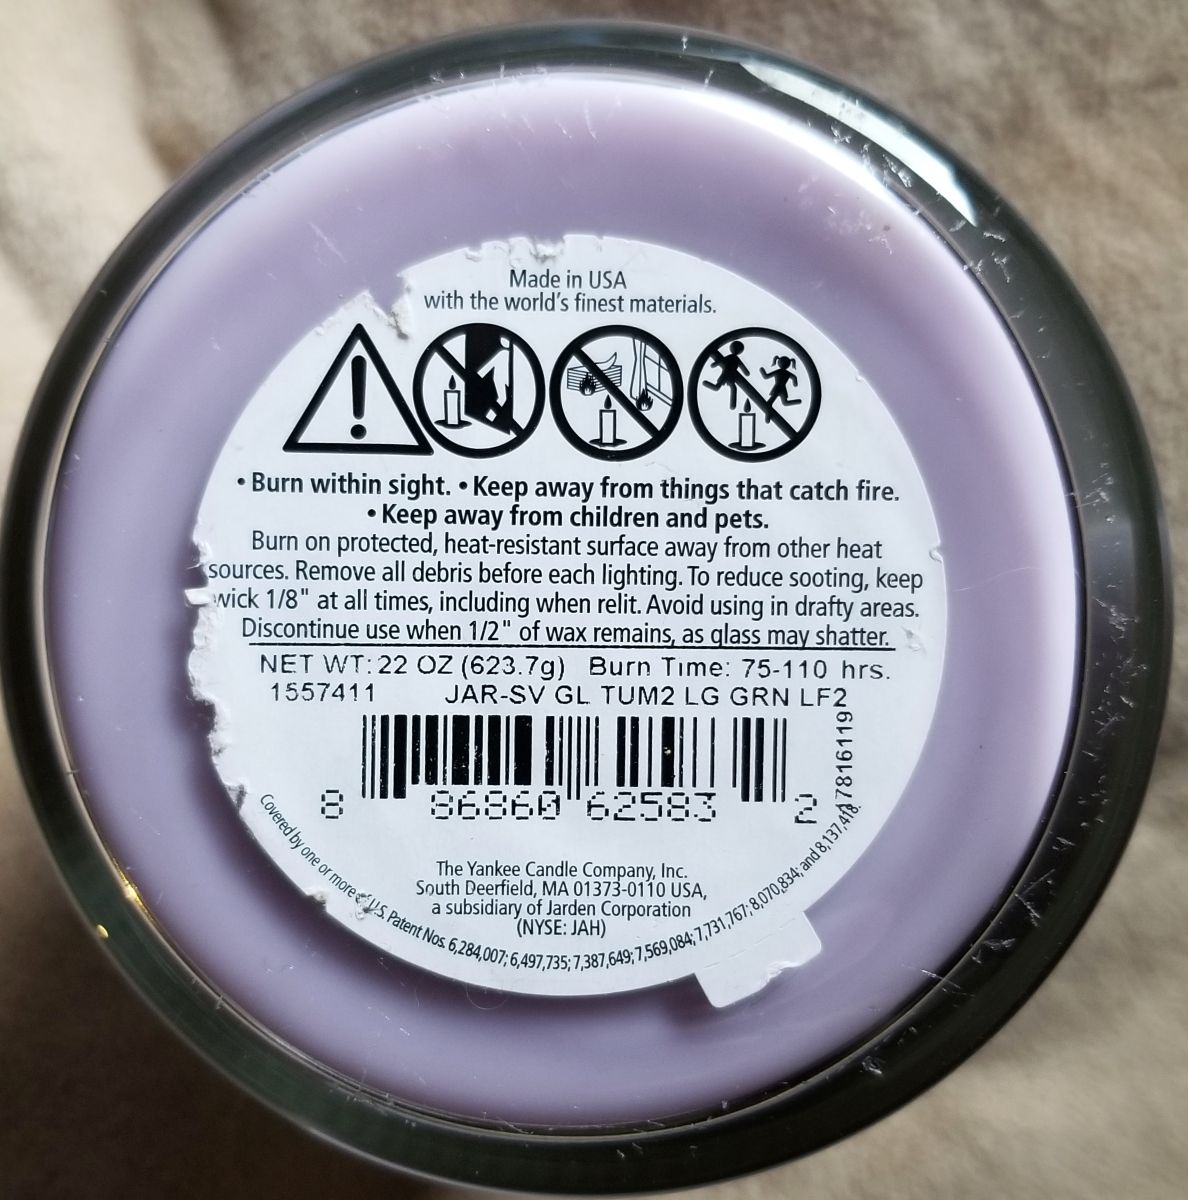 Made in USA
with the world's finest materials.
• Burn within sight. • Keep away from things that catch fire.
• Keep away from children and pets.
Burn on protected, heat-resistant surface away from other heat
sources. Remove all debris before each lighting. To reduce sooting, keep
wick 1/8" at all times, including when relit. Avoid using in drafty areas.
Discontinue use when 1/2" of wax remains, as glass may shatter.
NET WT: 22 OZ (623.7g) Burn Time: 75-110 hrs.
1557411 JAR-SV GL TUM2 LG GRN LF2
17816119
8 86860 62583 2
The Yankee Candle Company, Inc.
South Deerfield, MA 01373-0110 USA,
a subsidiary of Jarden Corporation
(NYSE: JAH)
Covered by one or more of U.S. Patent Nos. 6,284,007; 6,497,735; 7,387,649; 7,569,084; 7,731,767; 8,070,834; and 8,137,418.